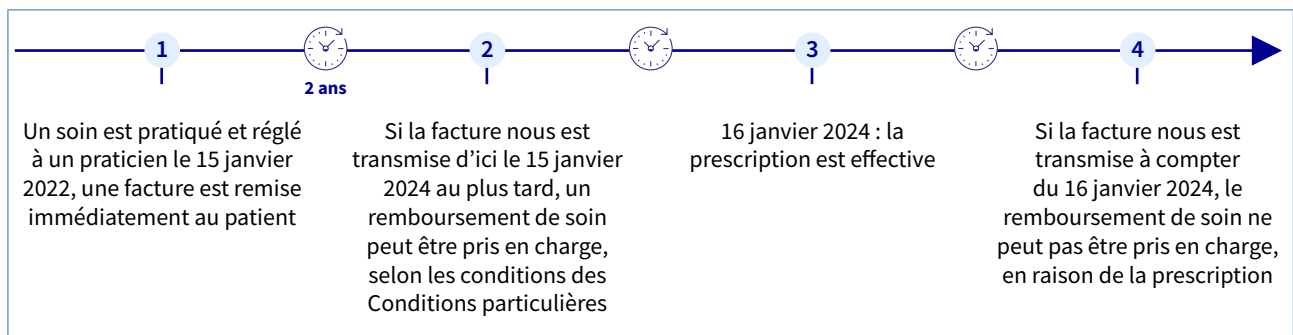 1
2
3
4
2 ans
Un soin est pratiqué et réglé
à un praticien le 15 janvier
2022, une facture est remise
immédiatement au patient
Si la facture nous est
transmise d'ici le 15 janvier
2024 au plus tard, un
remboursement de soin
peut être pris en charge,
selon les conditions des
Conditions particulières
16 janvier 2024 : la
prescription est effective
Si la facture nous est
transmise à compter
du 16 janvier 2024, le
remboursement de soin ne
peut pas être pris en charge,
en raison de la prescription